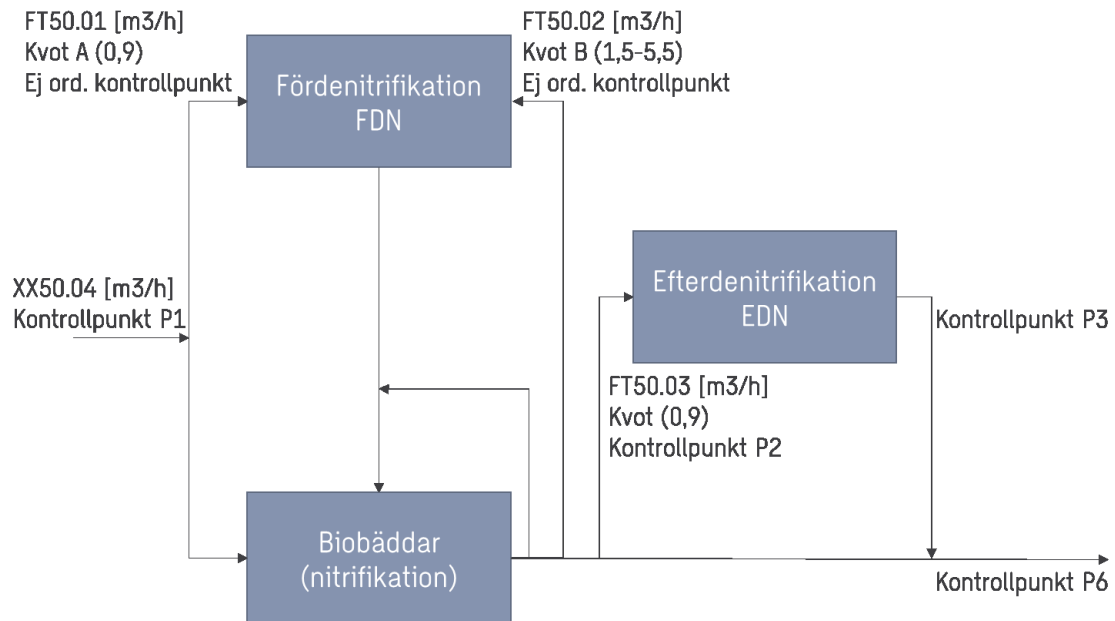 FT50.01 [m3/h]
Kvot A (0,9)
Ej ord. kontrollpunkt
Fördenitrifikation
FDN
FT50.02 [m3/h]
Kvot B (1,5-5,5)
Ej ord. kontrollpunkt
XX50.04 [m3/h]
Kontrollpunkt P1
Efterdenitrifikation
EDN
Kontrollpunkt P3
FT50.03 [m3/h]
Kvot (0,9)
Kontrollpunkt P2
Biobäddar
(nitrifikation)
Kontrollpunkt P6